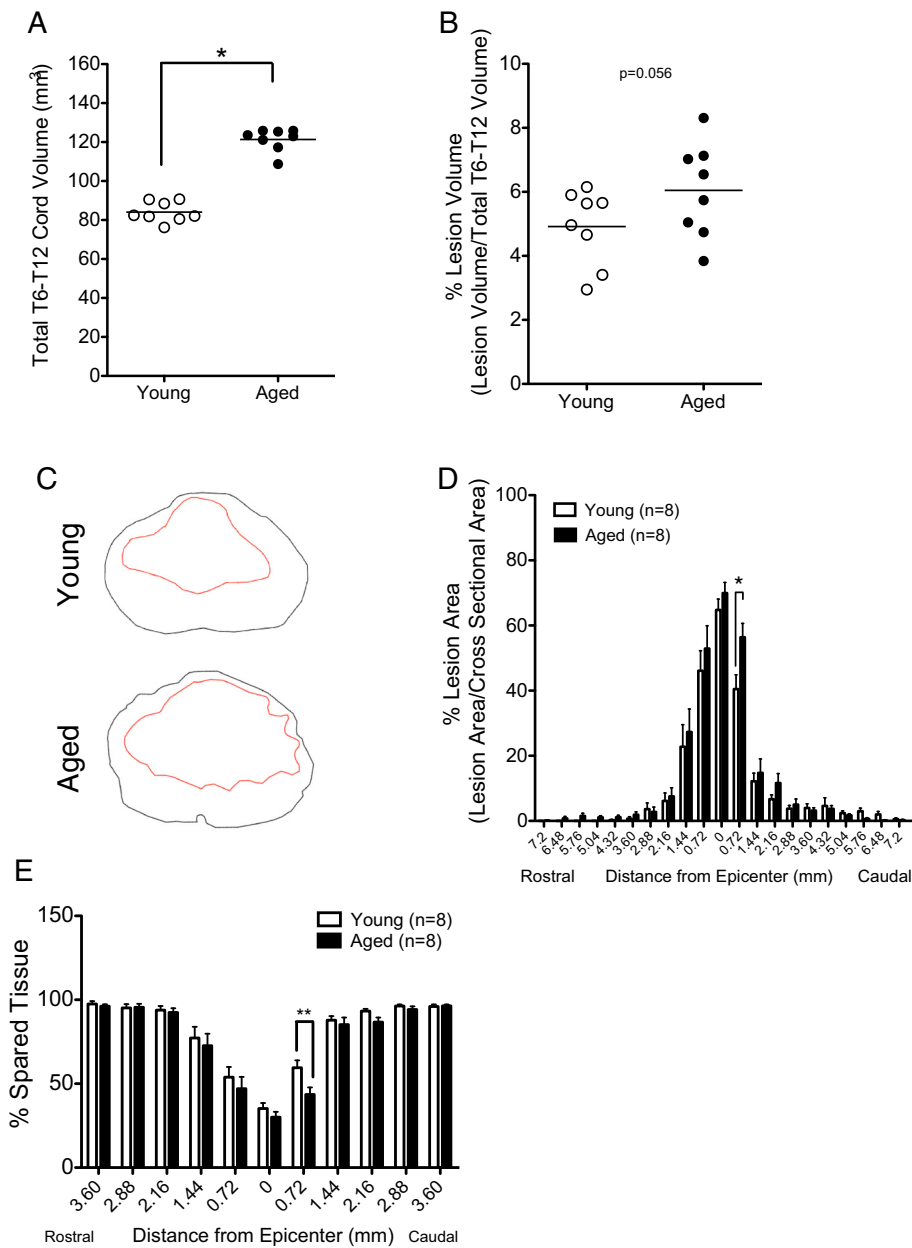 A
Total T6-T12 Cord Volume (mm³)
160
140
120
100
80
60
40
20
0
*
Young
Aged
B
% Lesion Volume
(Lesion Volume/Total T6-T12 Volume)
10
8
6
4
2
0
p=0.056
Young
Aged
C
Young
Aged
D
% Lesion Area
(Lesion Area/Cross Sectional Area)
100
80
60
40
20
0
Young (n=8)
Aged (n=8)
*
7.2 6.48 5.76 5.04 4.32 3.60 2.88 2.16 1.44 0.72 0 0.72 1.44 2.16 2.88 3.60 4.32 5.04 5.76 6.48 7.2
Rostral Distance from Epicenter (mm) Caudal
E
% Spared Tissue
150
100
50
0
Young (n=8)
Aged (n=8)
**
3.60 2.88 2.16 1.44 0.72 0 0.72 1.44 2.16 2.88 3.60
Rostral Distance from Epicenter (mm) Caudal